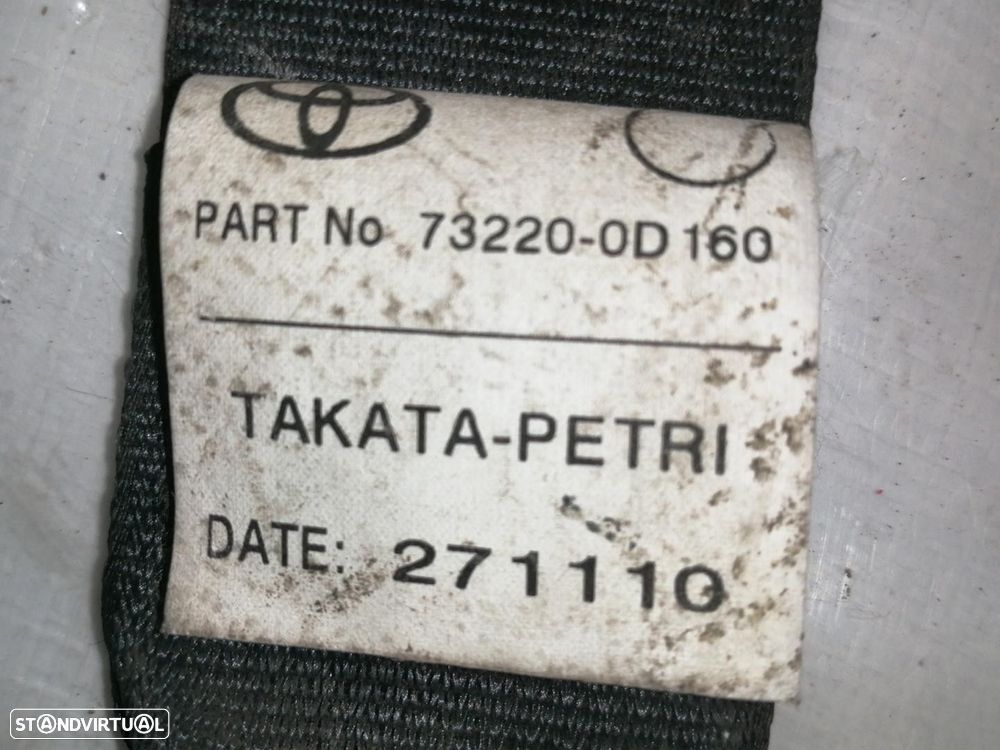 PART No 73220-0D160
TAKATA-PETRI
DATE: 271110
STANDVIRTUAL